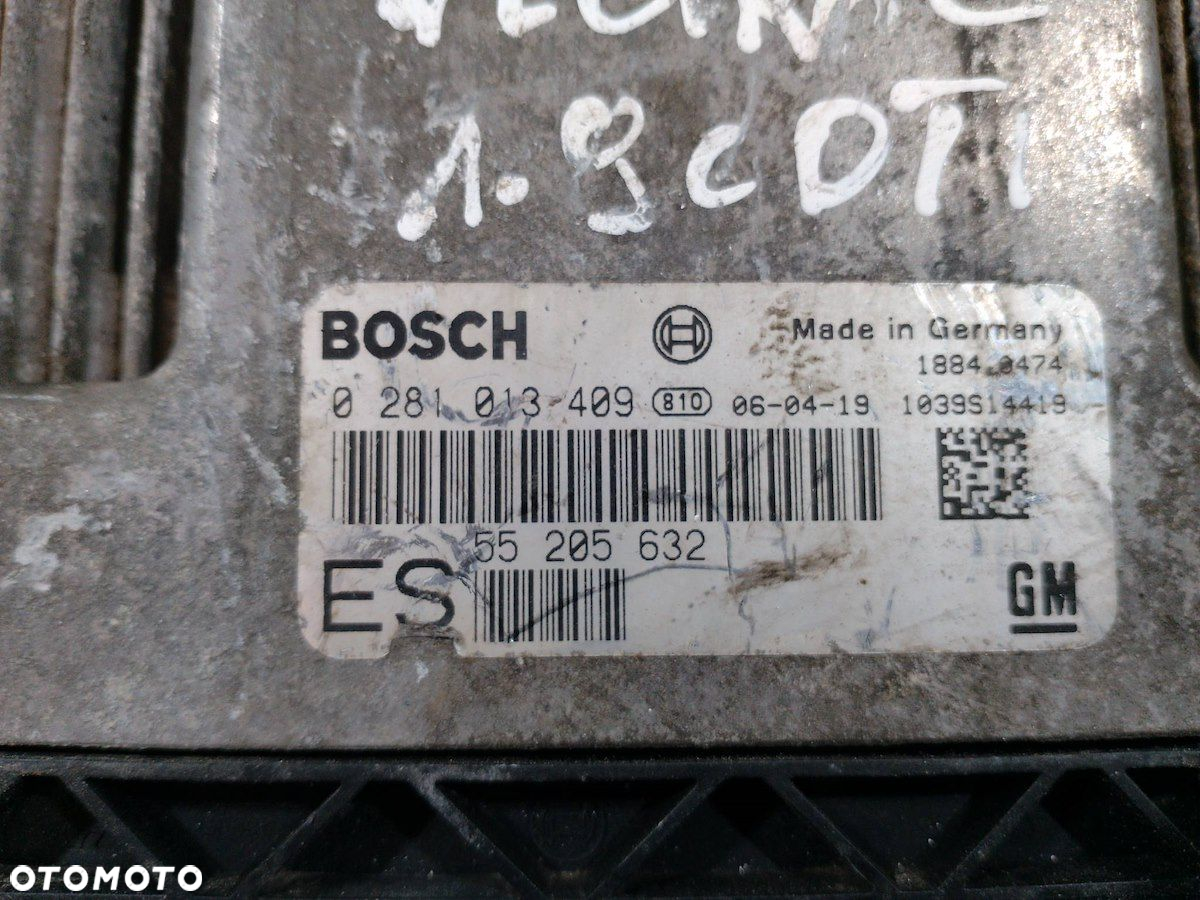 1.9 CDTI
BOSCH Made in Germany
1884 0474
0 281 013 409 810 06-04-19 1039S14419
55 205 632
ES GM
OTOMOTO